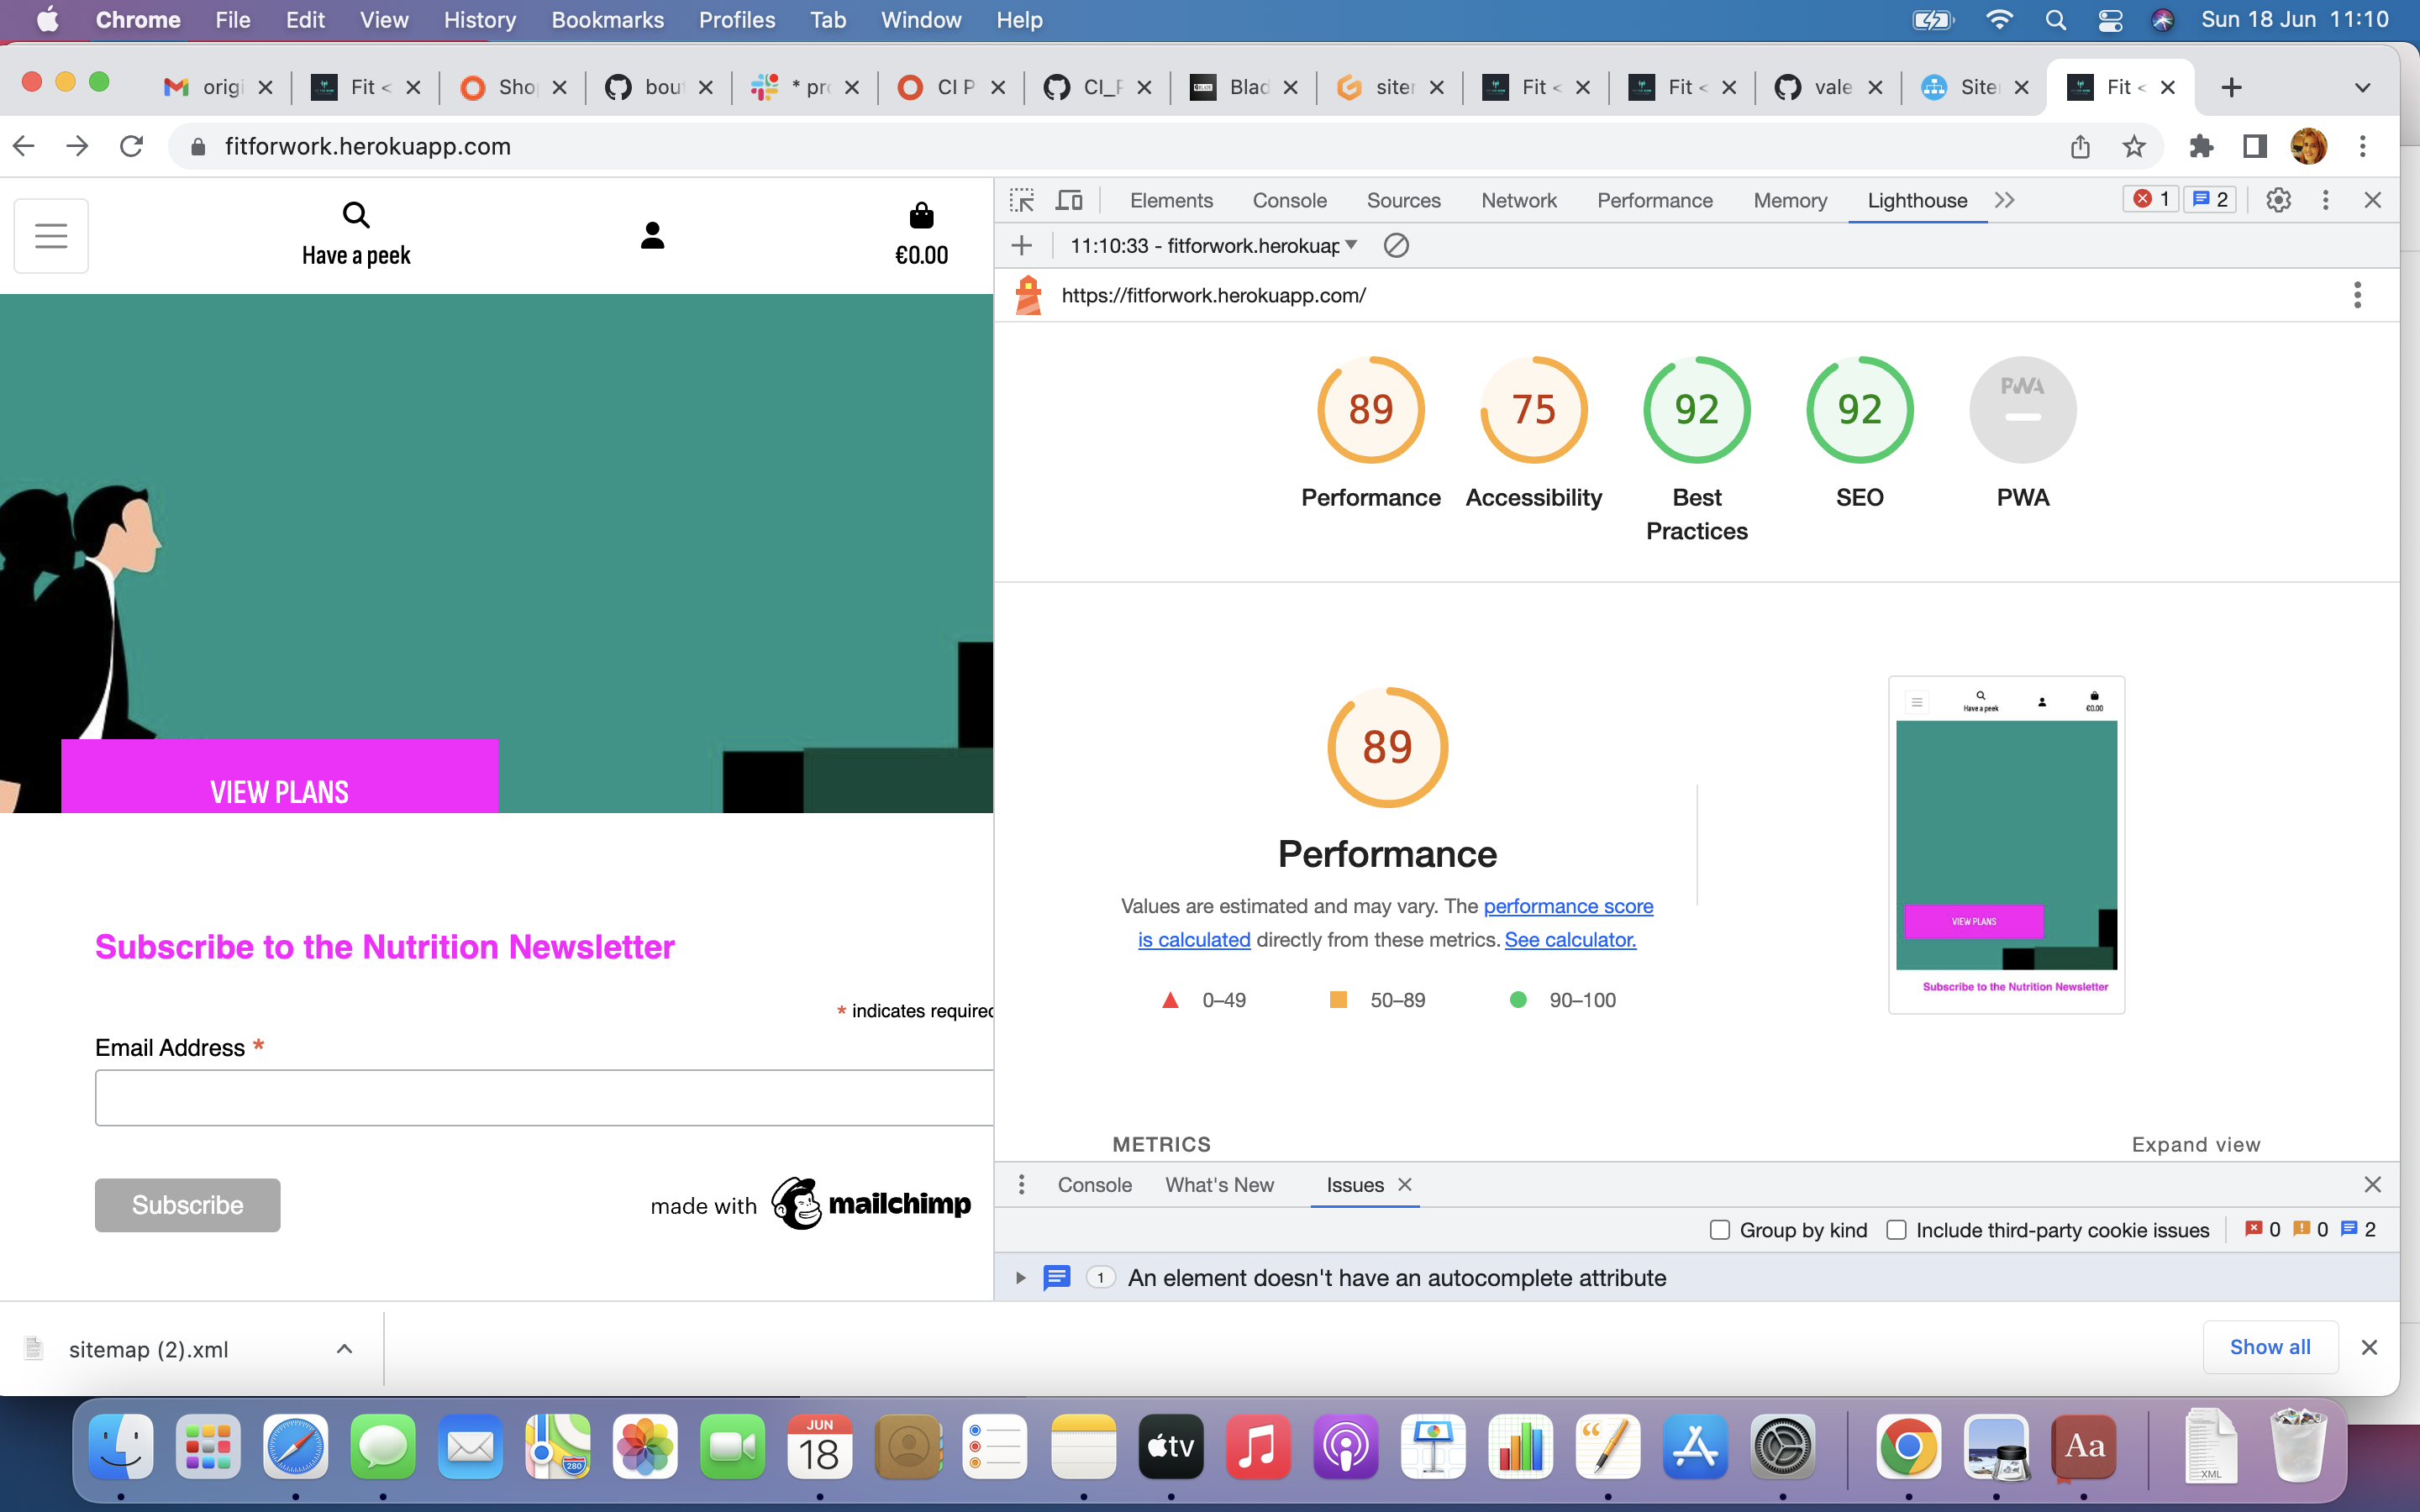 Chrome File Edit View History Bookmarks Profiles Tab Window Help Sun 18 Jun 11:10
origi Fit < Sho bou * pro CI P CI_P Blad siter Fit < Fit < vale Site Fit <
fitforwork.herokuapp.com
Have a peek
€0.00
VIEW PLANS
Subscribe to the Nutrition Newsletter
* indicates required
Email Address *
Subscribe
made with mailchimp
Elements Console Sources Network Performance Memory Lighthouse 1 2
11:10:33 - fitforwork.herokuap
https://fitforwork.herokuapp.com/
89 75 92 92 PWA
Performance Accessibility Best Practices SEO PWA
89
Performance
Values are estimated and may vary. The performance score
is calculated directly from these metrics. See calculator.
0–49 50–89 90–100
Have a peek
€0.00
VIEW PLANS
Subscribe to the Nutrition Newsletter
METRICS Expand view
Console What's New Issues
Group by kind Include third-party cookie issues 0 0 2
1 An element doesn't have an autocomplete attribute
sitemap (2).xml Show all
JUN
18
280
tv
Aa
XML